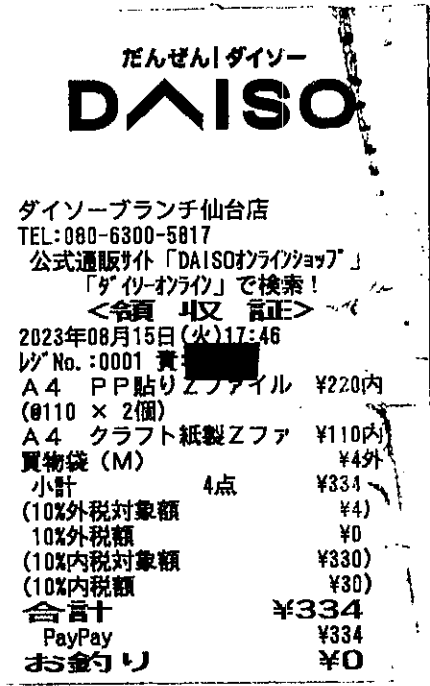 だんぜん!ダイソー
DAISO
ダイソーブランチ仙台店
TEL:080-6300-5817
公式通販サイト「DAISOオンラインショップ」
「ダイソーオンライン」で検索!
<領収証>
2023年08月15日(火)17:46
レジNo.:0001 責
A4 PP貼りZファイル ¥220内
(@110 × 2個)
A4 クラフト紙製Zファ ¥110内
買物袋(M) ¥4外
小計 4点 ¥334
(10%外税対象額 ¥4)
10%外税額 ¥0
(10%内税対象額 ¥330)
(10%内税額 ¥30)
合計 ¥334
PayPay ¥334
お釣り ¥0